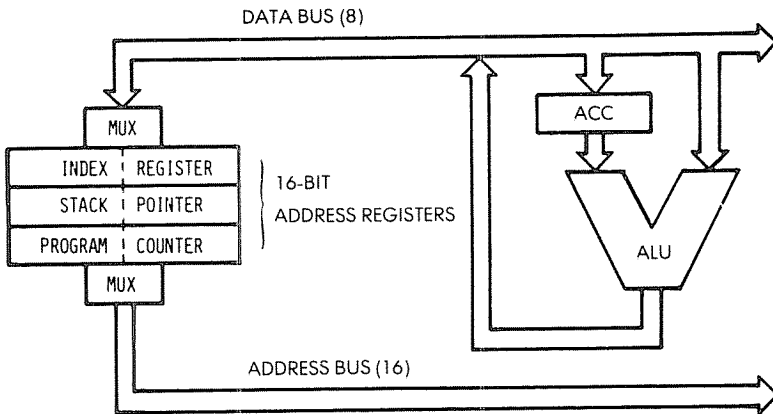 DATA BUS (8)
MUX
ACC
INDEX REGISTER
STACK POINTER
PROGRAM COUNTER
16-BIT
ADDRESS REGISTERS
ALU
MUX
ADDRESS BUS (16)